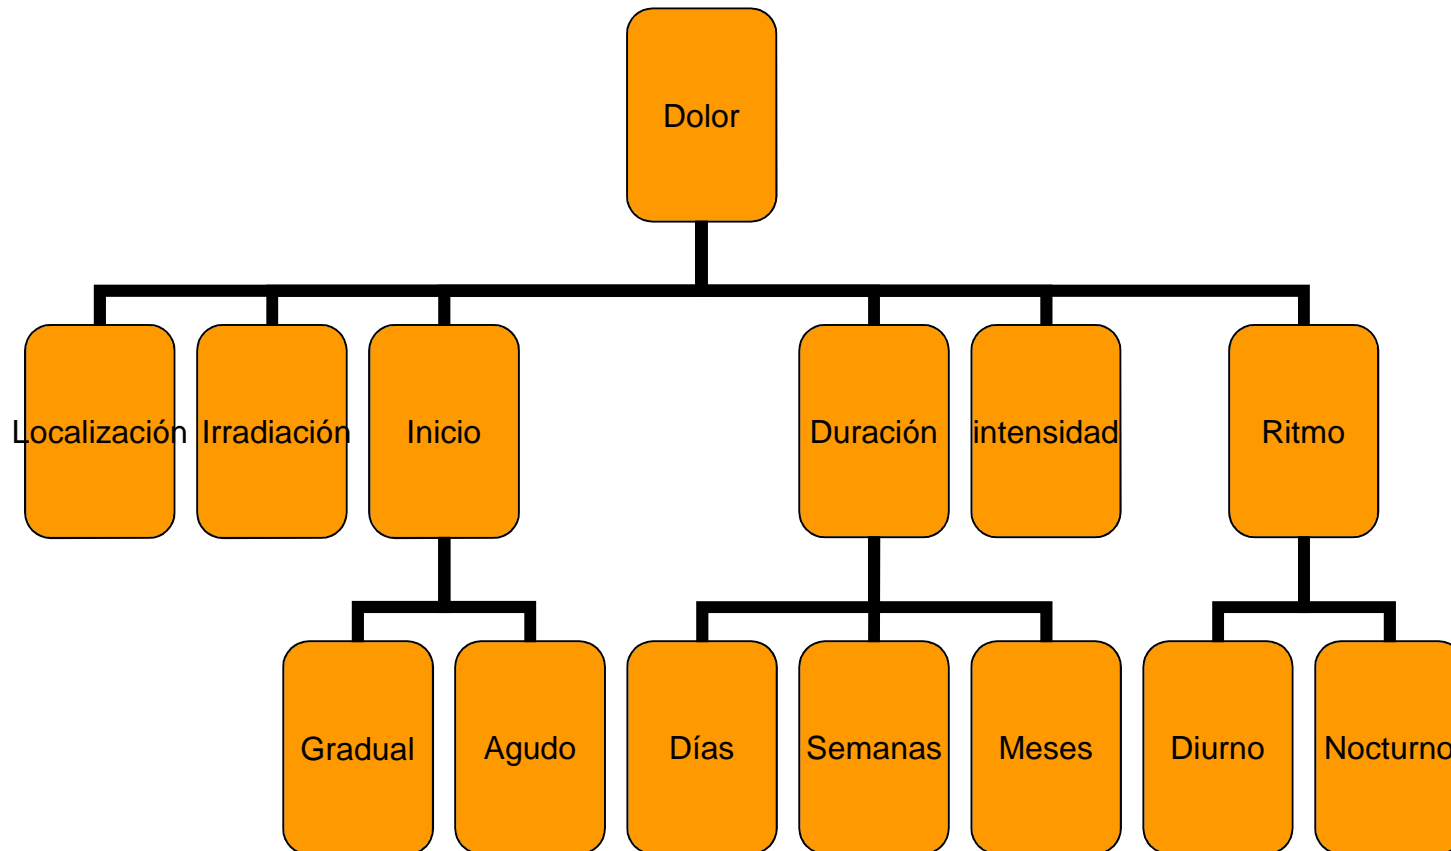 Dolor
Localización
Irradiación
Inicio
Duración
intensidad
Ritmo
Gradual
Agudo
Días
Semanas
Meses
Diurno
Nocturno